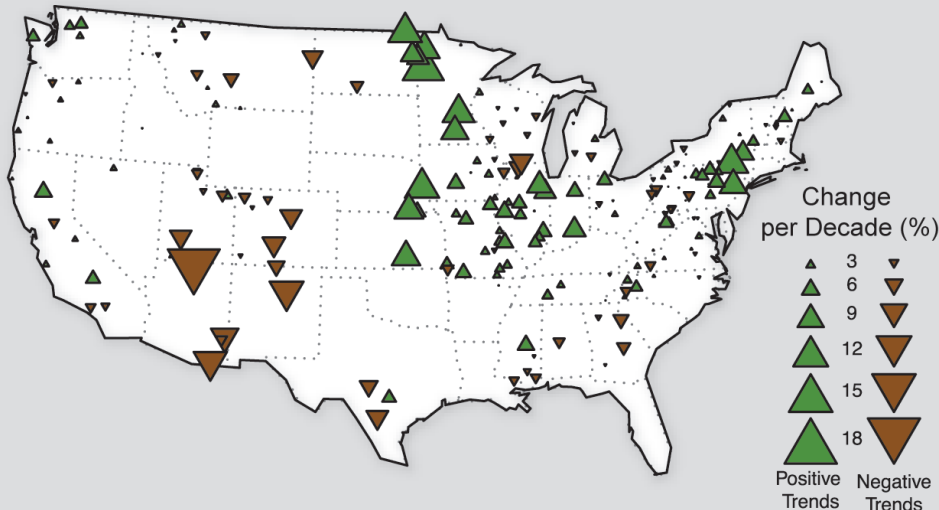 Change
per Decade (%)
3
6
9
12
15
18
Positive Negative
Trends Trends